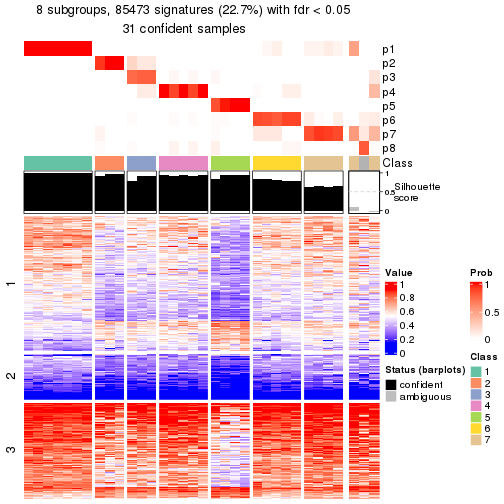 8 subgroups, 85473 signatures (22.7%) with fdr < 0.05
31 confident samples
p1
p2
p3
p4
p5
p6
p7
p8
Class
1
0.5
0
Silhouette
score
1
2
3
Value
1
0.8
0.6
0.4
0.2
0
Status (barplots)
confident
ambiguous
Prob
1
0.5
0
Class
1
2
3
4
5
6
7